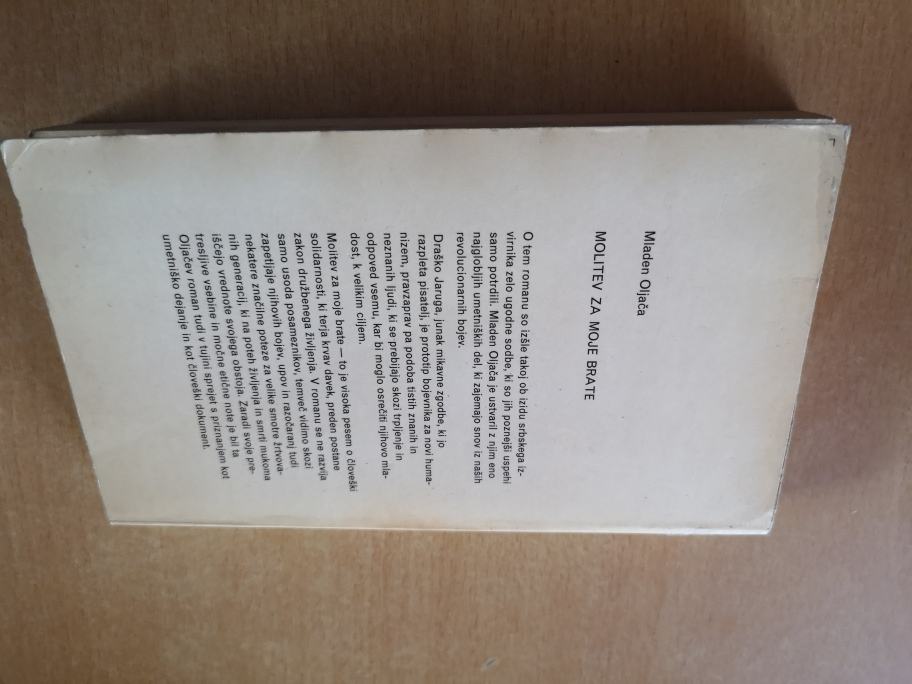 Mladen Oljača
MOLITEV ZA MOJE BRATE
O tem romanu so izšle takoj ob izidu srbskega iz-
virnika zelo ugodne sodbe, ki so jih poznejši uspehi
samo potrdili. Mladen Oljača je ustvaril z njim eno
najglobljih umetniških del, ki zajemajo snov iz naših
revolucionarnih bojev.
Draško Jaruga, junak mikavne zgodbe, ki jo
razpleta pisatelj, je prototip bojevnika za novi huma-
nizem, pravzaprav pa podoba tistih znanih in
neznanih ljudi, ki se prebijajo skozi trpljenje in
odpoved vsemu, kar bi moglo osrečiti njihovo mla-
dost, k velikim ciljem.
Molitev za moje brate — to je visoka pesem o človeški
solidarnosti, ki terja krvav davek, preden postane
zakon družbenega življenja. V romanu se ne razvija
samo usoda posameznikov, temveč vidimo skozi
zapetljaje njihovih bojev, upov in razočaranj tudi
nekatere značilne poteze za velike smotre žrtvova-
nih generacij, ki na poteh življenja in smrti mukoma
iščejo vrednote svojega obstoja. Zaradi svoje pre-
tresljive vsebine in močne etične note je bil ta
Oljačev roman tudi v tujini sprejet s priznanjem kot
umetniško dejanje in kot človeški dokument.